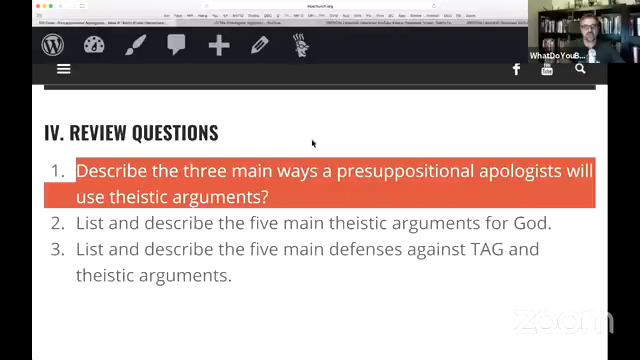 WhatDoYouB...
IV. REVIEW QUESTIONS
1. Describe the three main ways a presuppositional apologists will
use theistic arguments?
2. List and describe the five main theistic arguments for God.
3. List and describe the five main defenses against TAG and
theistic arguments.
zoom